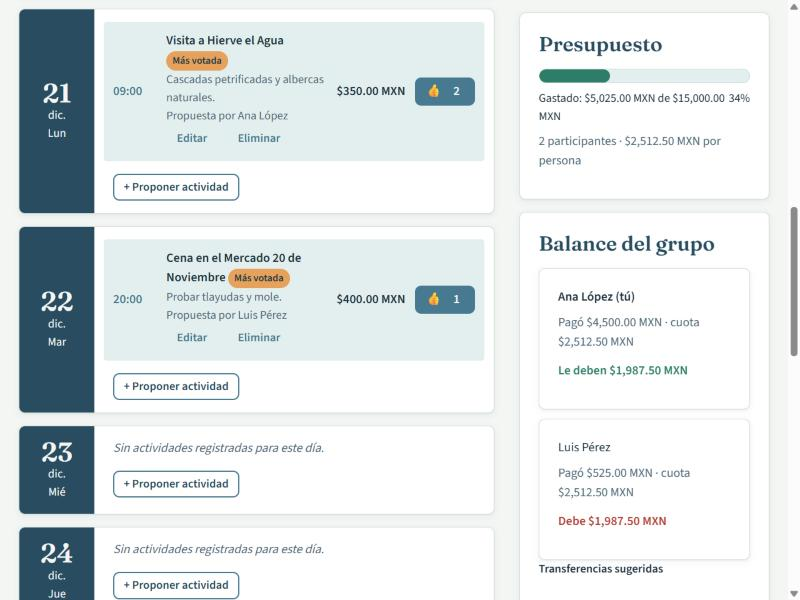 21
dic.
Lun
09:00
Visita a Hierve el Agua
Más votada
Cascadas petrificadas y albercas
naturales.
Propuesta por Ana López
Editar Eliminar
$350.00 MXN
👍 2
+ Proponer actividad
22
dic.
Mar
20:00
Cena en el Mercado 20 de
Noviembre Más votada
Probar tlayudas y mole.
Propuesta por Luis Pérez
Editar Eliminar
$400.00 MXN
👍 1
+ Proponer actividad
23
dic.
Mié
Sin actividades registradas para este día.
+ Proponer actividad
24
dic.
Jue
Sin actividades registradas para este día.
+ Proponer actividad
Presupuesto
Gastado: $5,025.00 MXN de $15,000.00 34%
MXN
2 participantes · $2,512.50 MXN por
persona
Balance del grupo
Ana López (tú)
Pagó $4,500.00 MXN · cuota
$2,512.50 MXN
Le deben $1,987.50 MXN
Luis Pérez
Pagó $525.00 MXN · cuota
$2,512.50 MXN
Debe $1,987.50 MXN
Transferencias sugeridas